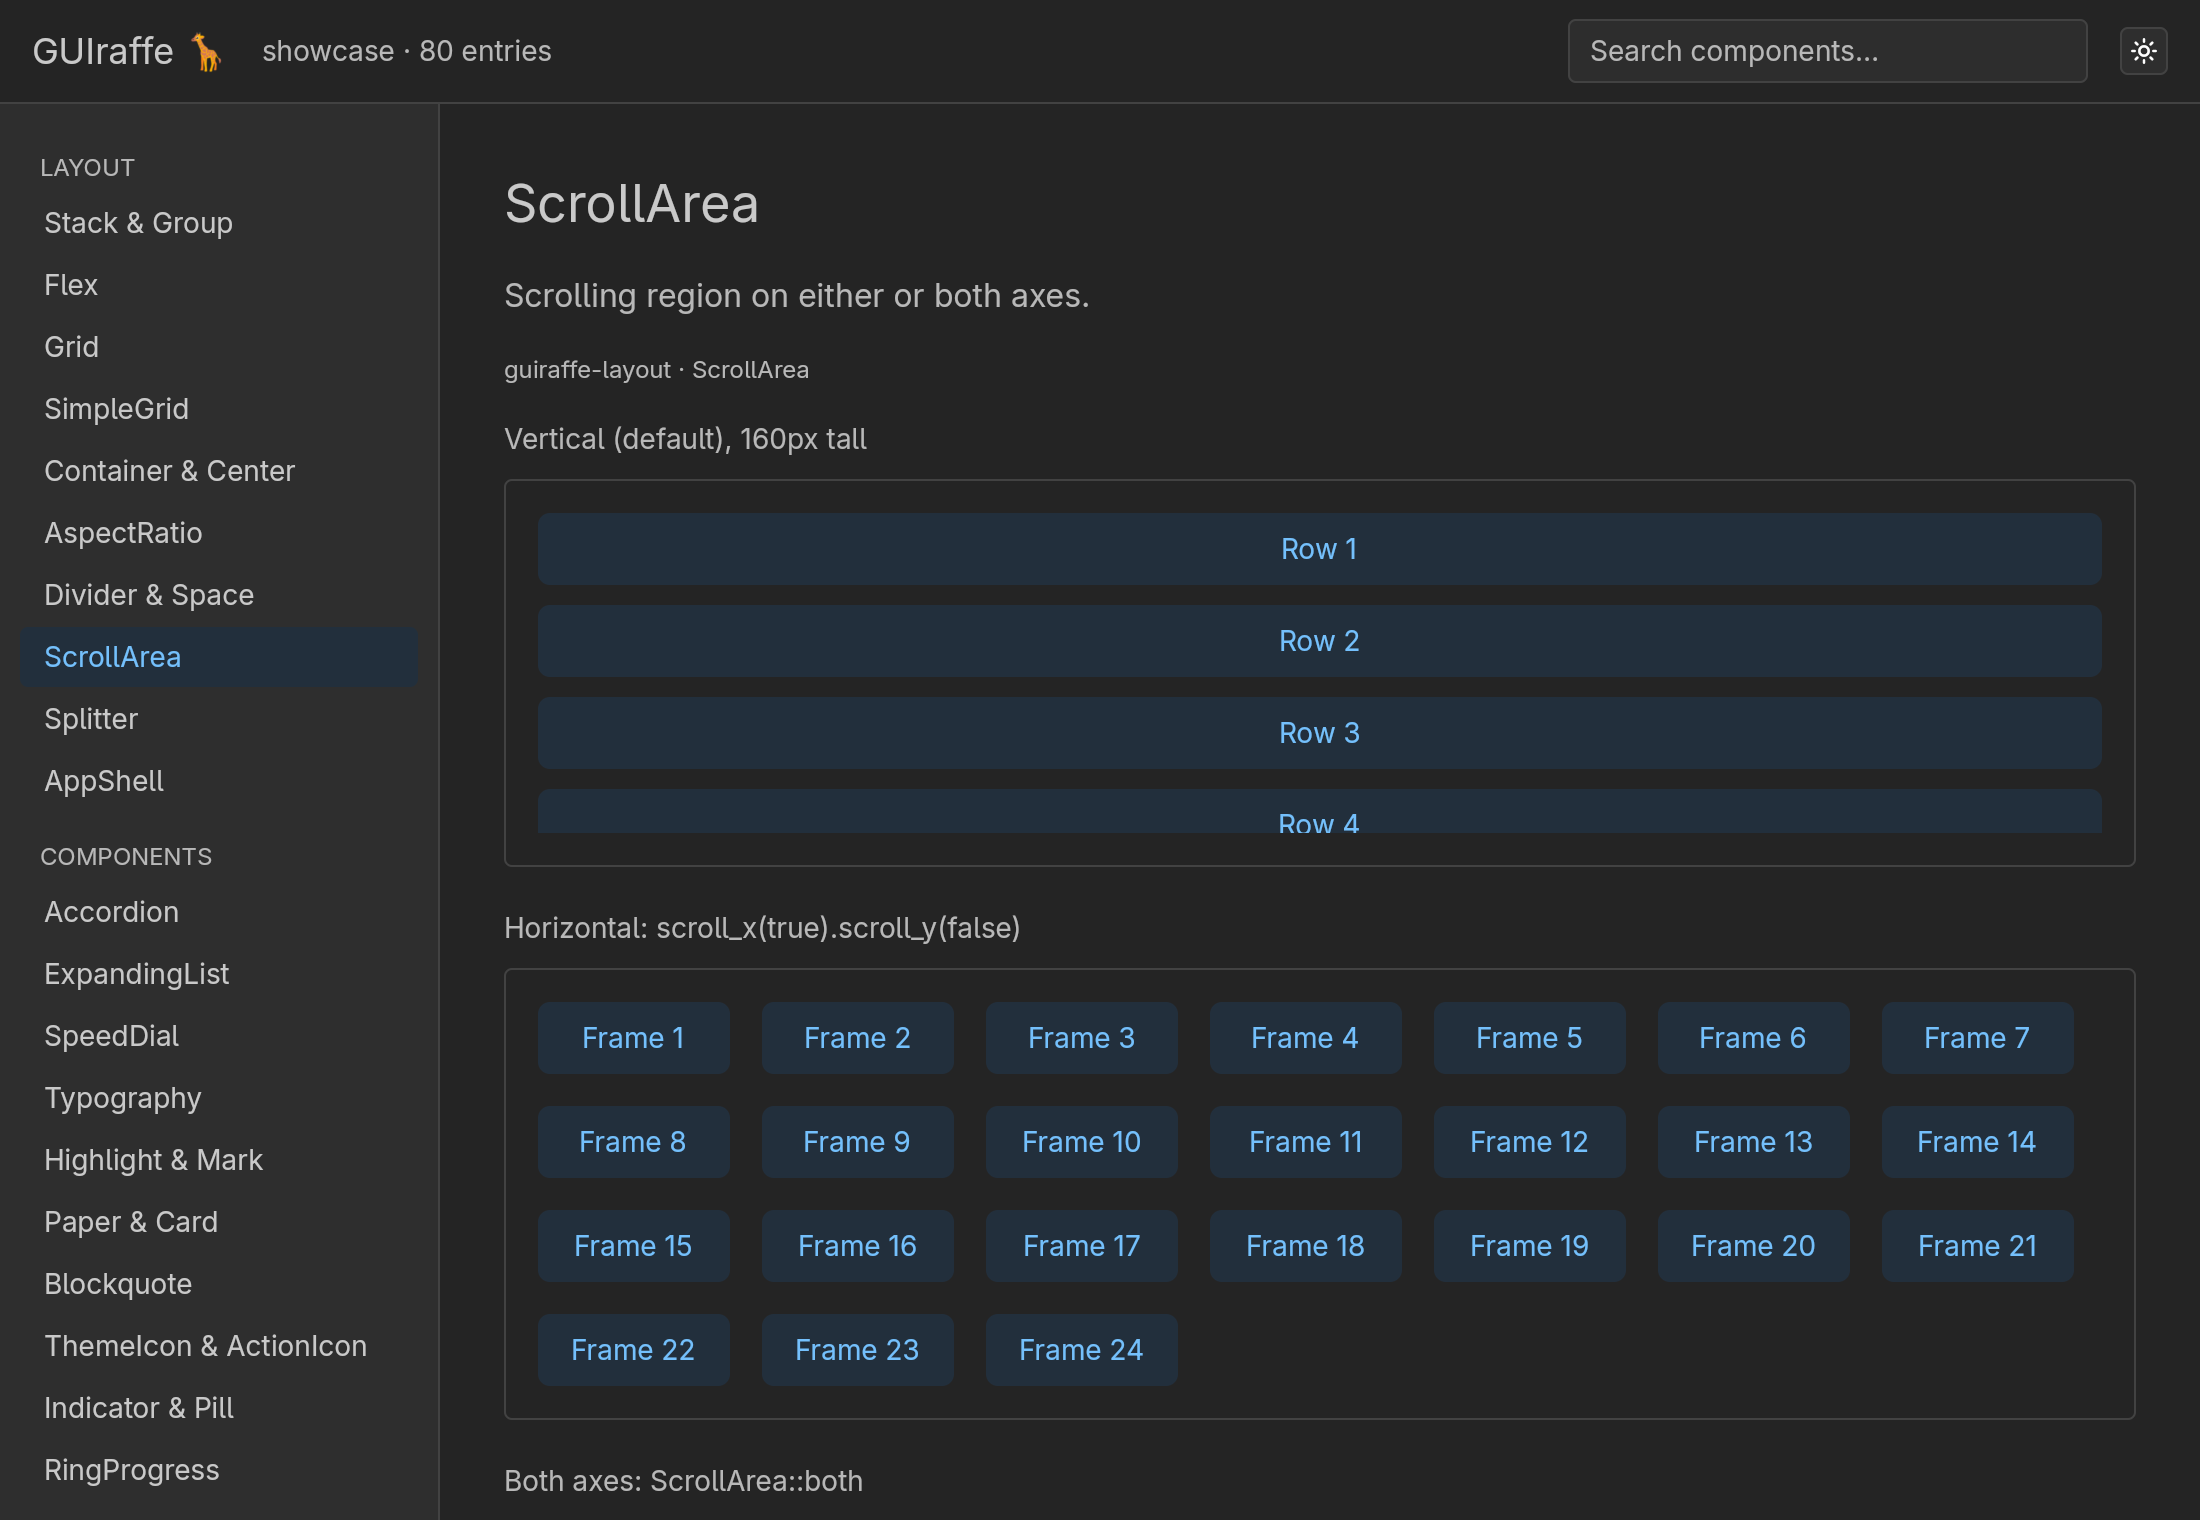 GUIraffe 🦒 showcase · 80 entries
Search components...
LAYOUT
Stack & Group
Flex
Grid
SimpleGrid
Container & Center
AspectRatio
Divider & Space
ScrollArea
Splitter
AppShell
COMPONENTS
Accordion
ExpandingList
SpeedDial
Typography
Highlight & Mark
Paper & Card
Blockquote
ThemeIcon & ActionIcon
Indicator & Pill
RingProgress
ScrollArea
Scrolling region on either or both axes.
guiraffe-layout · ScrollArea
Vertical (default), 160px tall
Row 1
Row 2
Row 3
Row 4
Horizontal: scroll_x(true).scroll_y(false)
Frame 1 Frame 2 Frame 3 Frame 4 Frame 5 Frame 6 Frame 7
Frame 8 Frame 9 Frame 10 Frame 11 Frame 12 Frame 13 Frame 14
Frame 15 Frame 16 Frame 17 Frame 18 Frame 19 Frame 20 Frame 21
Frame 22 Frame 23 Frame 24
Both axes: ScrollArea::both